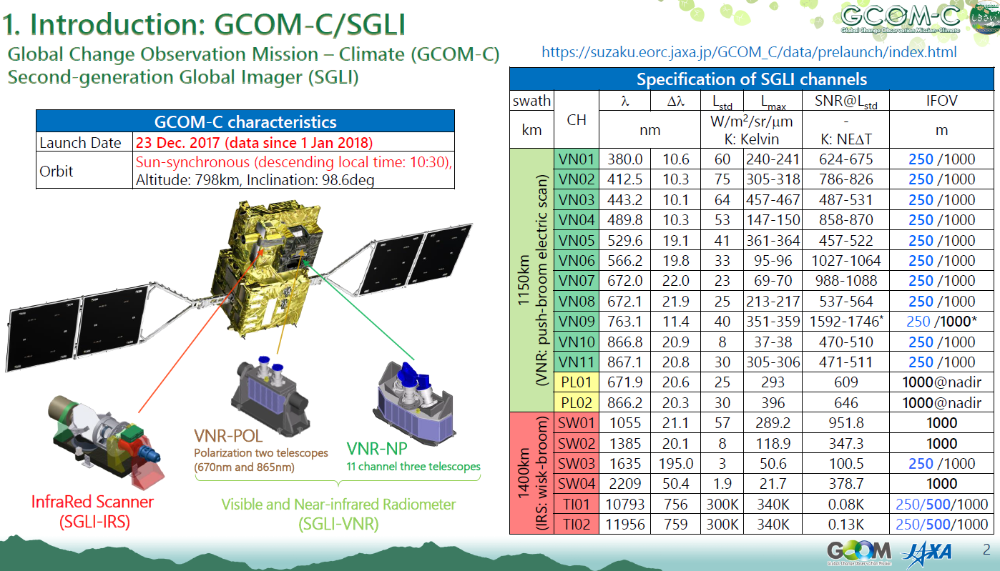 1. Introduction: GCOM-C/SGLI
Global Change Observation Mission – Climate (GCOM-C)
Second-generation Global Imager (SGLI)
GCOM-C
Global Change Observation Mission-Climate
しきさい
https://suzaku.eorc.jaxa.jp/GCOM_C/data/prelaunch/index.html
GCOM-C characteristics
Launch Date 23 Dec. 2017 (data since 1 Jan 2018)
Orbit Sun-synchronous (descending local time: 10:30),
Altitude: 798km, Inclination: 98.6deg
InfraRed Scanner
(SGLI-IRS)
VNR-POL
Polarization two telescopes
(670nm and 865nm)
VNR-NP
11 channel three telescopes
Visible and Near-infrared Radiometer
(SGLI-VNR)
Specification of SGLI channels
swath CH λ Δλ Lstd Lmax SNR@Lstd IFOV
km nm W/m2/sr/μm - m
K: Kelvin K: NEΔT
1150km
(VNR: push-broom electric scan)
VN01 380.0 10.6 60 240-241 624-675 250 /1000
VN02 412.5 10.3 75 305-318 786-826 250 /1000
VN03 443.2 10.1 64 457-467 487-531 250 /1000
VN04 489.8 10.3 53 147-150 858-870 250 /1000
VN05 529.6 19.1 41 361-364 457-522 250 /1000
VN06 566.2 19.8 33 95-96 1027-1064 250 /1000
VN07 672.0 22.0 23 69-70 988-1088 250 /1000
VN08 672.1 21.9 25 213-217 537-564 250 /1000
VN09 763.1 11.4 40 351-359 1592-1746* 250 /1000*
VN10 866.8 20.9 8 37-38 470-510 250 /1000
VN11 867.1 20.8 30 305-306 471-511 250 /1000
PL01 671.9 20.6 25 293 609 1000@nadir
PL02 866.2 20.3 30 396 646 1000@nadir
1400km
(IRS: wisk-broom)
SW01 1055 21.1 57 289.2 951.8 1000
SW02 1385 20.1 8 118.9 347.3 1000
SW03 1635 195.0 3 50.6 100.5 250 /1000
SW04 2209 50.4 1.9 21.7 378.7 1000
TI01 10793 756 300K 340K 0.08K 250/500/1000
TI02 11956 759 300K 340K 0.13K 250/500/1000
GCOM
Global Change Observation Mission
JAXA
2